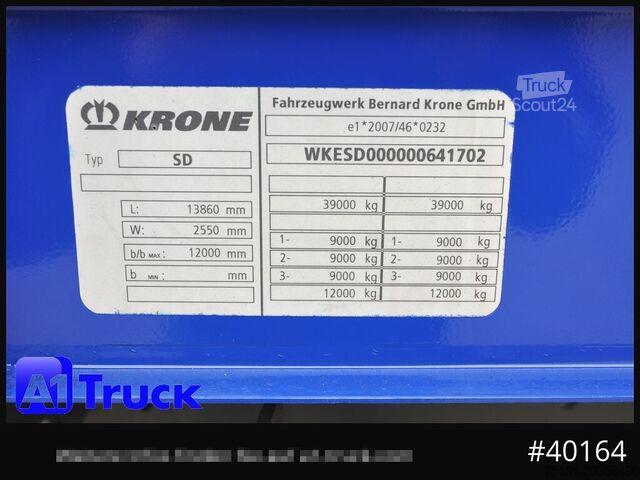 KRONE
Typ SD
L: 13860 mm
W: 2550 mm
b/b MAX: 12000 mm
b MIN: mm
Fahrzeugwerk Bernard Krone GmbH
e1*2007/46*0232
WKESD000000641702
39000 kg 39000 kg
1- 9000 kg 1- 9000 kg
2- 9000 kg 2- 9000 kg
3- 9000 kg 3- 9000 kg
12000 kg 12000 kg
Truck
Scout24
A1 Truck
#40164